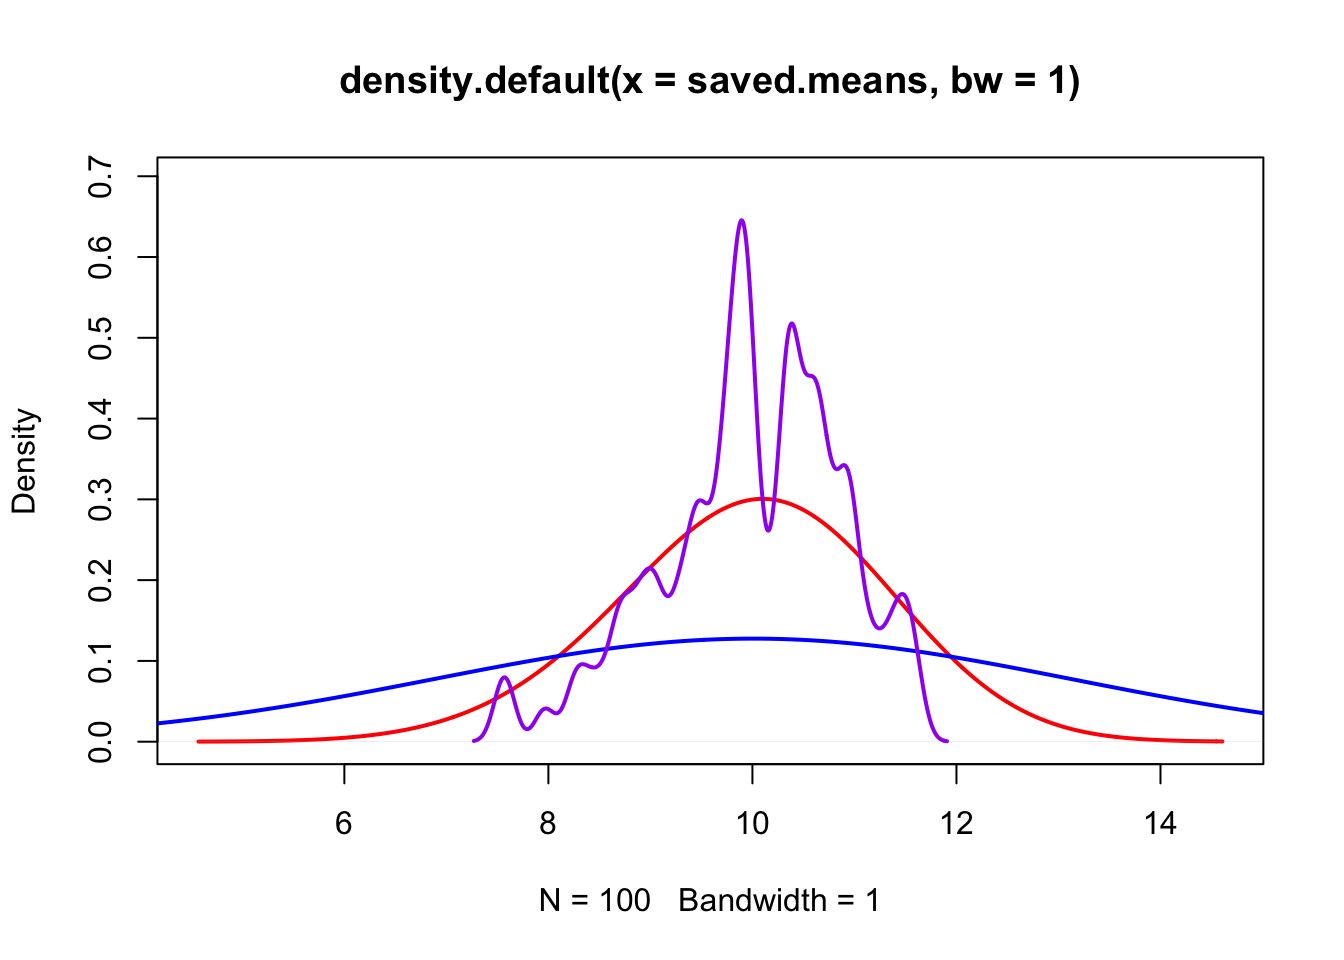 density.default(x = saved.means, bw = 1)
0.7
0.6
0.5
0.4
0.3
0.2
0.1
0.0
Density
6 8 10 12 14
N = 100 Bandwidth = 1